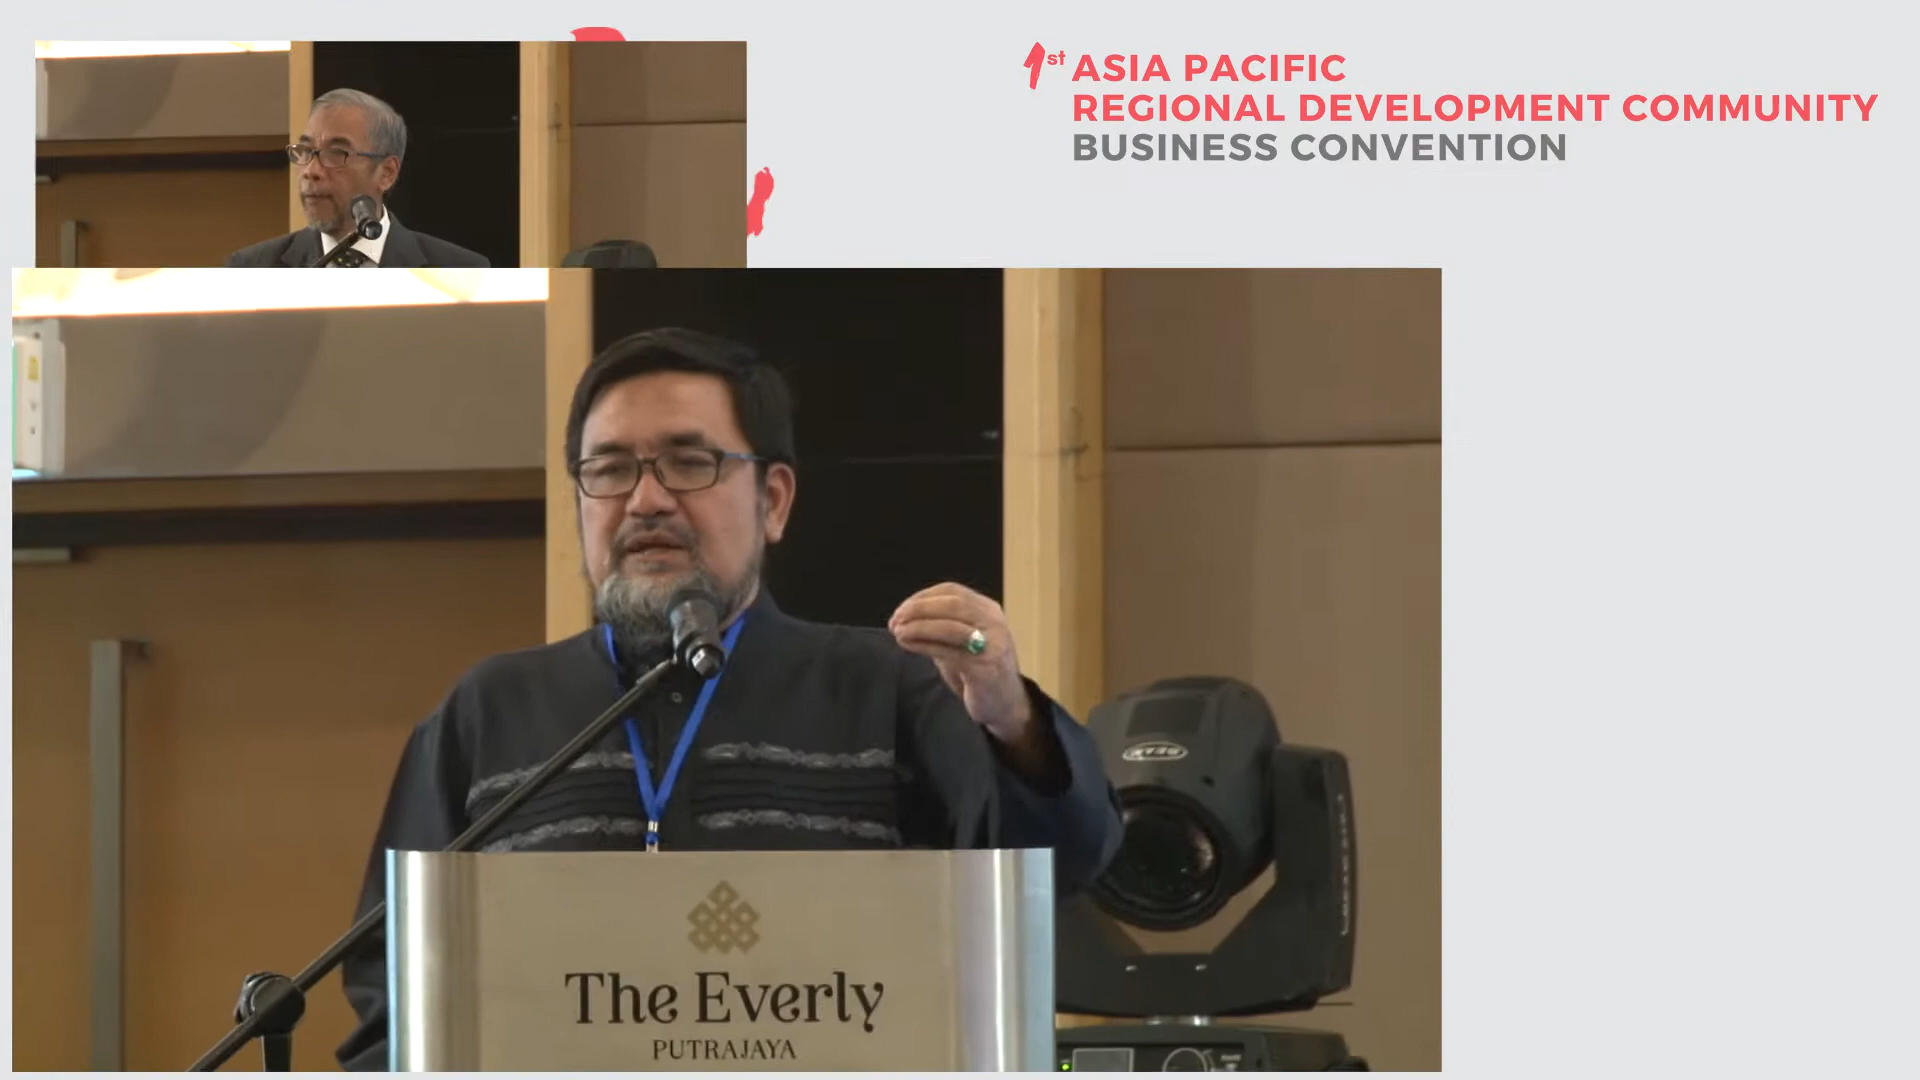 1st ASIA PACIFIC
REGIONAL DEVELOPMENT COMMUNITY
BUSINESS CONVENTION
The Everly
PUTRAJAYA